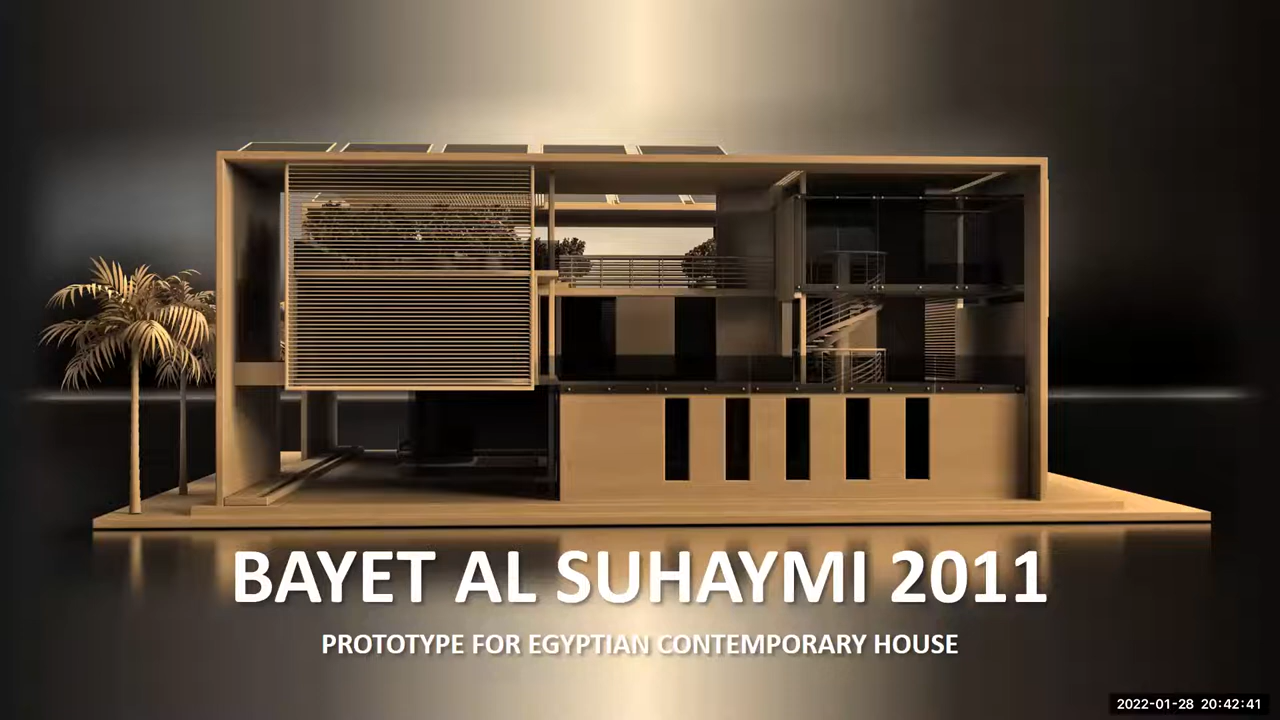 BAYET AL SUHAYMI 2011
PROTOTYPE FOR EGYPTIAN CONTEMPORARY HOUSE
2022-01-28 20:42:41